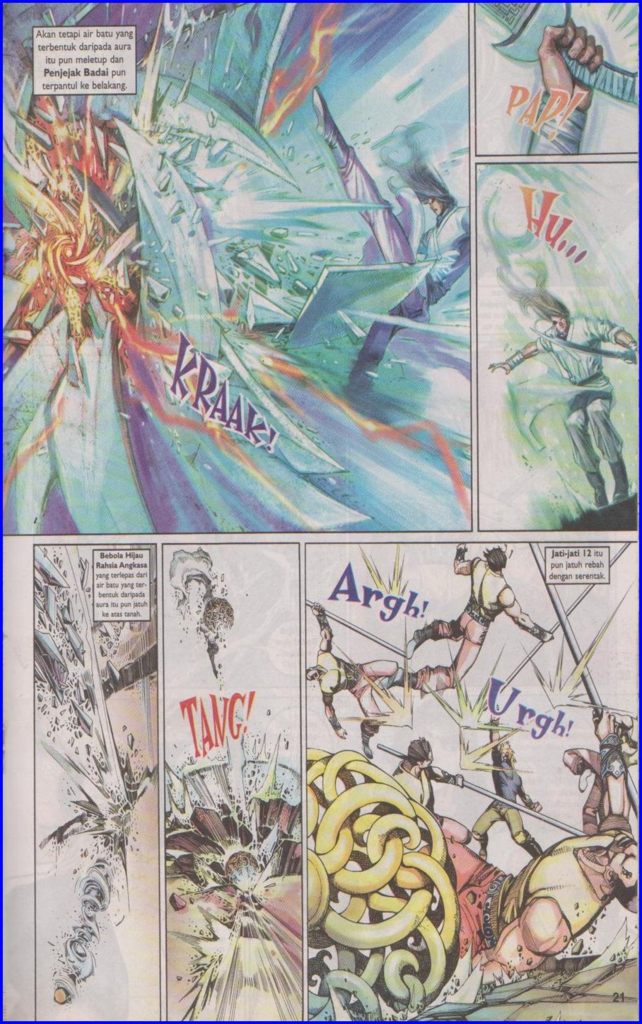 Akan tetapi air batu yang
terbentuk daripada aura
itu pun meletup dan
Penjejak Badai pun
terpantul ke belakang.
KRAAK!
PAP!
Hu...
Bebola Hijau
Rahsia Angkasa
yang terlepas dari
air batu yang ter-
bentuk daripada
aura itu pun jatuh
ke atas tanah.
TANG!
Jati-jati 12 itu
pun jatuh rebah
dengan serentak.
Argh!
Urgh!
21